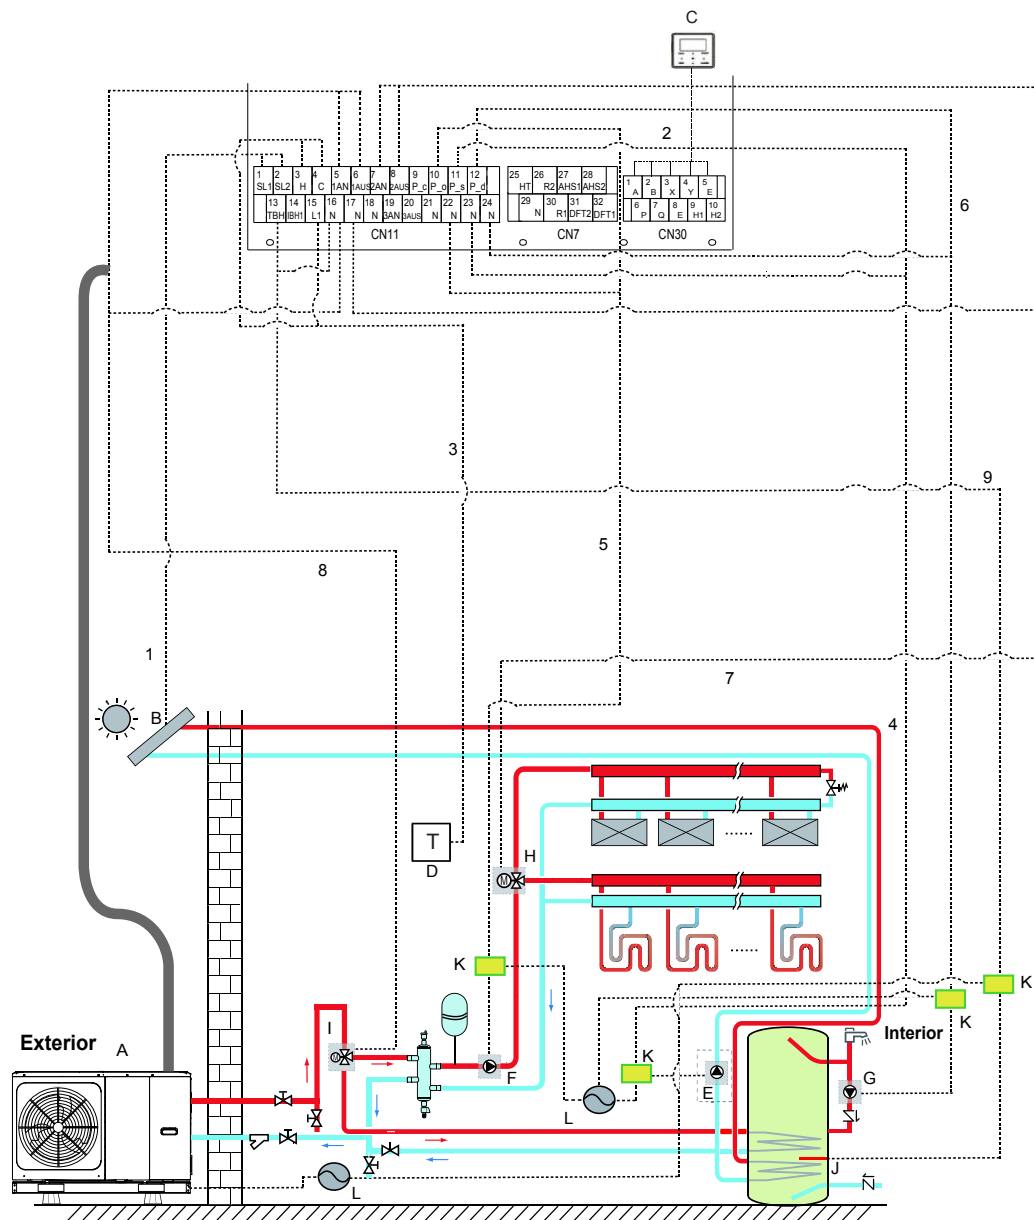 C
2
1 2 3 4 5 6 7 8 9 10 11 12
SL1 SL2 H C 1AN 1AUS 2AN 2AUS P_c P_o P_s P_d
13 14 15 16 17 18 19 20 21 22 23 24
TBH IBH1 L1 N N N 3AN 3AUS N N N N
CN11
25 26 27 28
HT R2 AHS1 AHS2
29 30 31 32
N R1 DFT2 DFT1
CN7
1 2 3 4 5
A B X Y E
6 7 8 9 10
P Q E H1 H2
CN30
6
3
9
5
8
1
7
B
4
T
D
H
M
K
K
K
Exterior
A
I
M
Interior
F
K
E
G
L
J
L